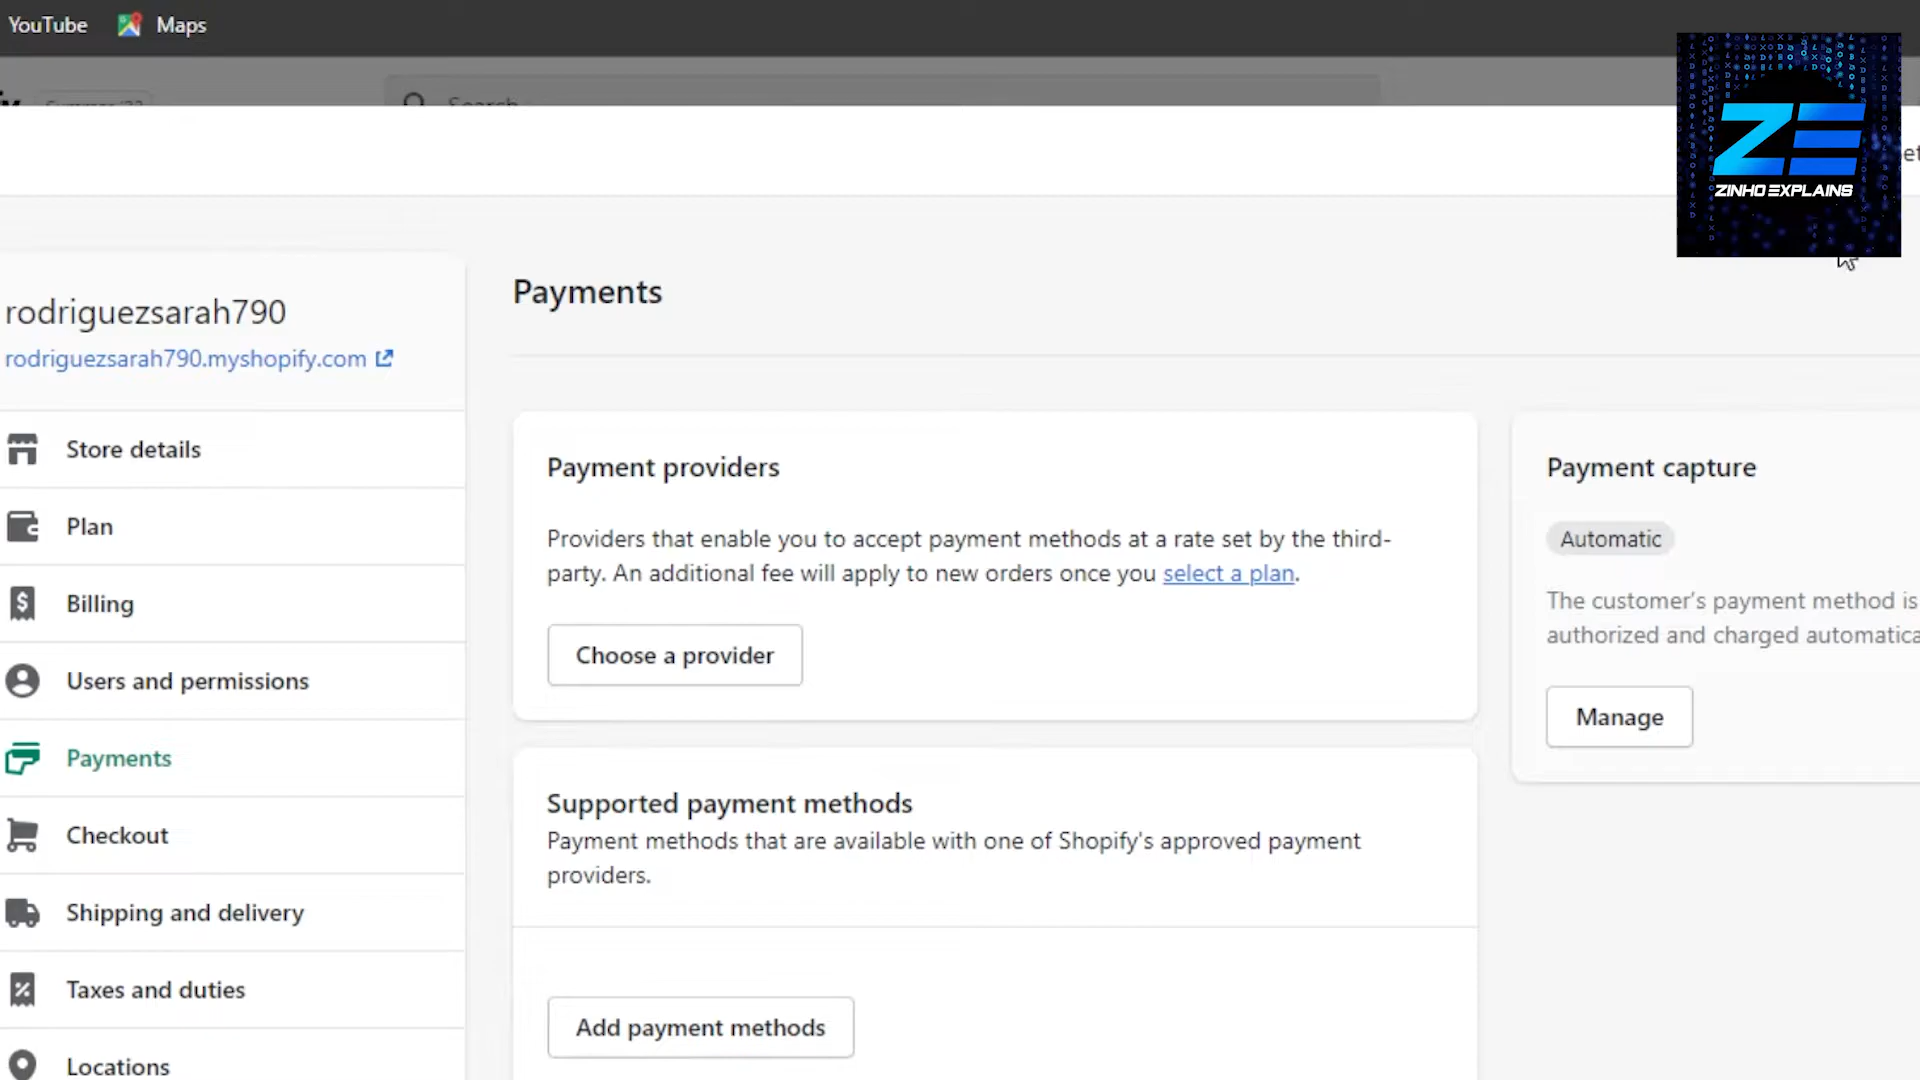 YouTube
Maps
Search
ZE
ZINHO EXPLAINS
rodriguezsarah790
rodriguezsarah790.myshopify.com
Store details
Plan
Billing
Users and permissions
Payments
Checkout
Shipping and delivery
Taxes and duties
Locations
Payments
Payment providers
Providers that enable you to accept payment methods at a rate set by the third-
party. An additional fee will apply to new orders once you select a plan.
Choose a provider
Supported payment methods
Payment methods that are available with one of Shopify's approved payment
providers.
Add payment methods
Payment capture
Automatic
The customer's payment method is
authorized and charged automatica
Manage